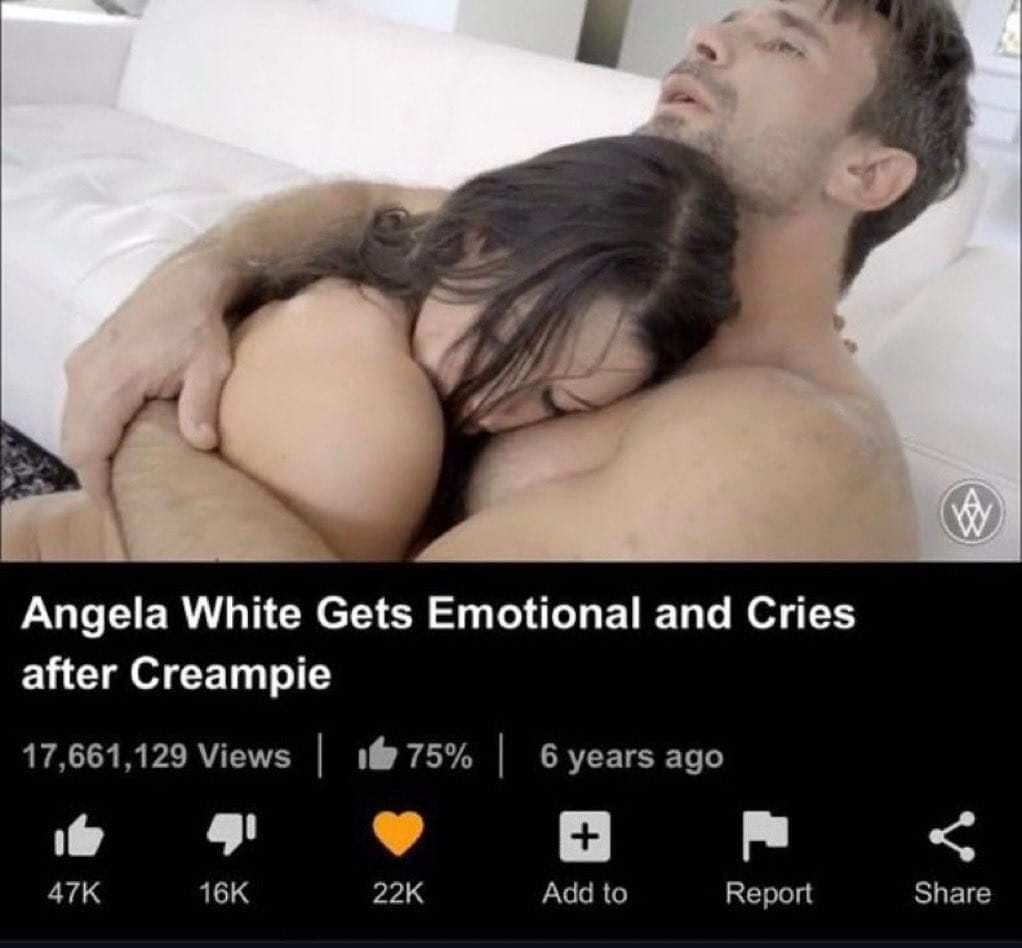 AW
Angela White Gets Emotional and Cries
after Creampie
17,661,129 Views | 75% | 6 years ago
47K 16K 22K Add to Report Share